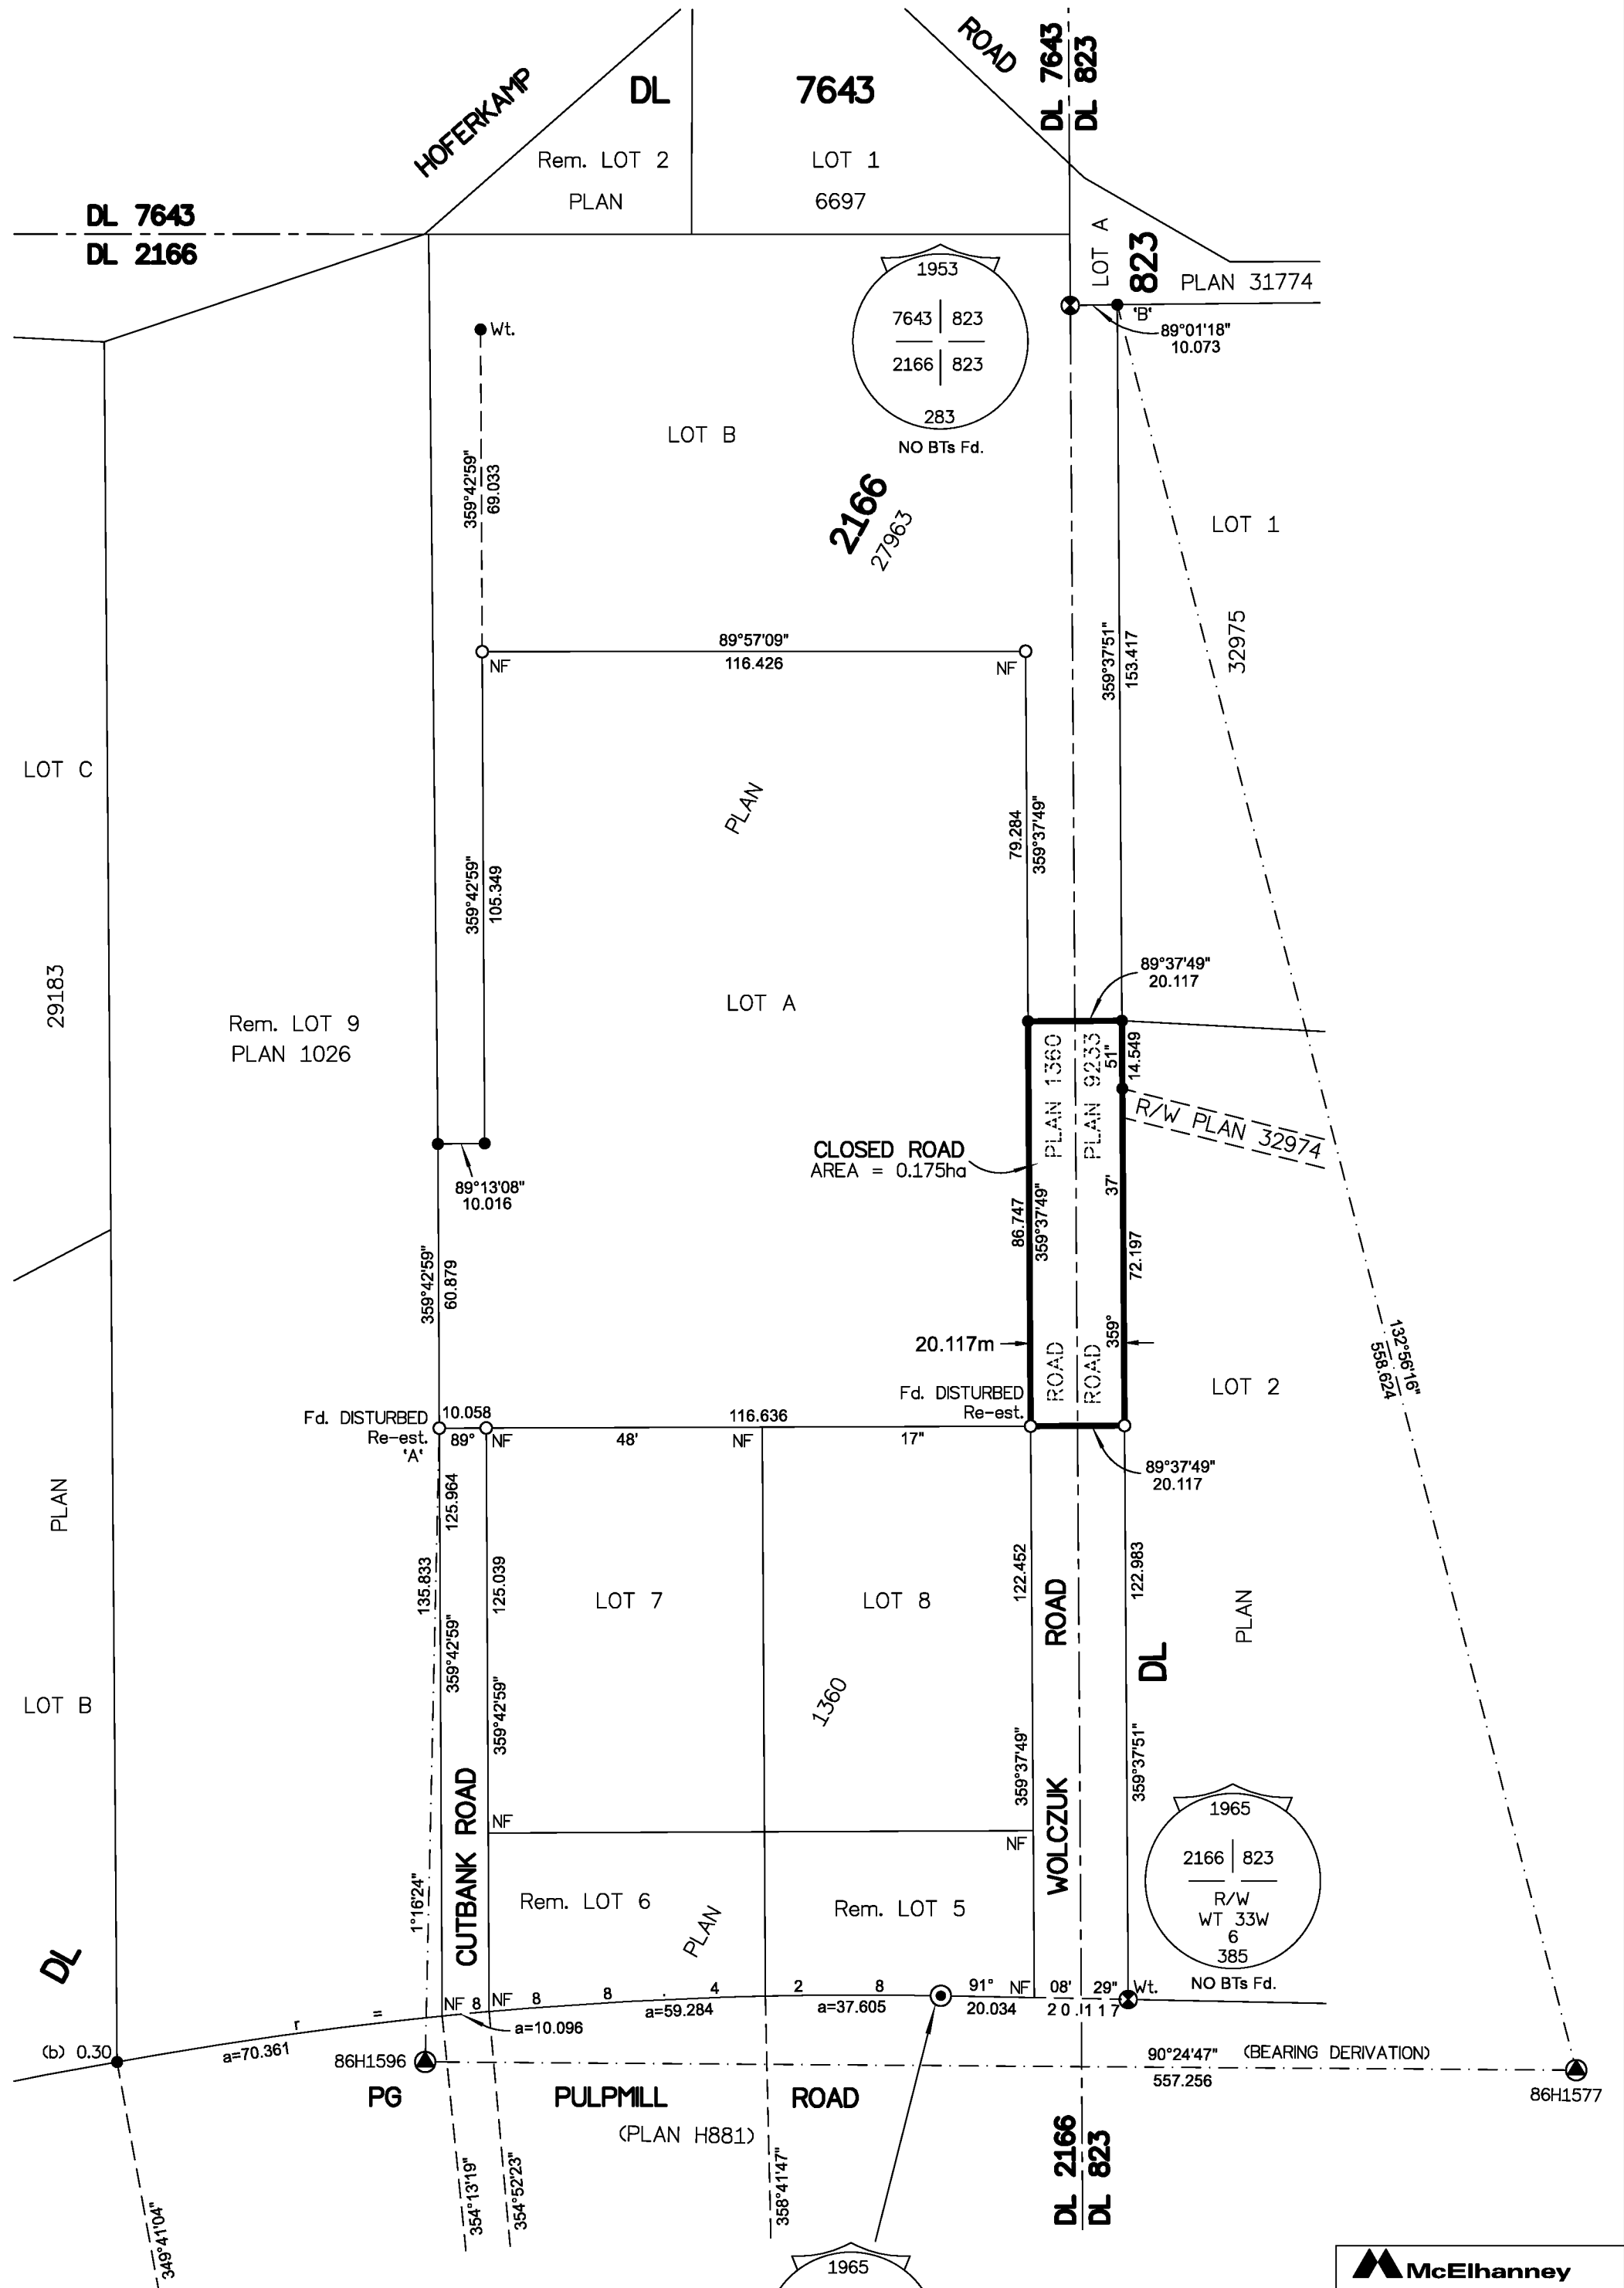 HOFERKAMP
ROAD
DL 7643
DL 823
DL 7643
Rem. LOT 2
LOT 1
PLAN
6697
DL 7643
DL 2166
LOT A
823
PLAN 31774
1953
7643 823
2166 823
283
NO BTs Fd.
'B'
89°01'18"
10.073
Wt.
359°42'59"
69.033
LOT B
2166
27963
LOT 1
32975
359°37'51"
153.417
89°57'09"
116.426
NF
NF
LOT C
29183
PLAN
79.284
359°37'49"
359°42'59"
105.349
LOT A
Rem. LOT 9
PLAN 1026
89°37'49"
20.117
PLAN 1360
PLAN 9233
51"
14.549
R/W PLAN 32974
CLOSED ROAD
AREA = 0.175ha
89°13'08"
10.016
86.747
359°37'49"
37'
72.197
359°42'59"
60.879
20.117m
ROAD
ROAD
359°
132°56'16"
558.624
LOT 2
Fd. DISTURBED
Re-est.
Fd. DISTURBED
Re-est.
'A'
10.058
89°
NF
116.636
48'
NF
17"
89°37'49"
20.117
PLAN
125.964
135.833
125.039
359°42'59"
359°42'59"
LOT 7
LOT 8
1360
122.452
359°37'49"
ROAD
WOLCZUK
122.983
359°37'51"
DL
PLAN
LOT B
CUTBANK ROAD
1°16'24"
NF
NF
Rem. LOT 6
PLAN
Rem. LOT 5
1965
2166 823
R/W
WT 33W
6
385
NO BTs Fd.
DL
r = 8 8 8 . 4 2 8
NF
NF
91° 08' 29"
NF
Wt.
20.034
20.117
a=59.284
a=37.605
a=10.096
a=70.361
(b) 0.30
86H1596
90°24'47" (BEARING DERIVATION)
557.256
86H1577
PG PULPMILL ROAD
(PLAN H881)
349°41'04"
354°13'19"
354°52'23"
358°41'47"
DL 2166
DL 823
1965
McElhanney